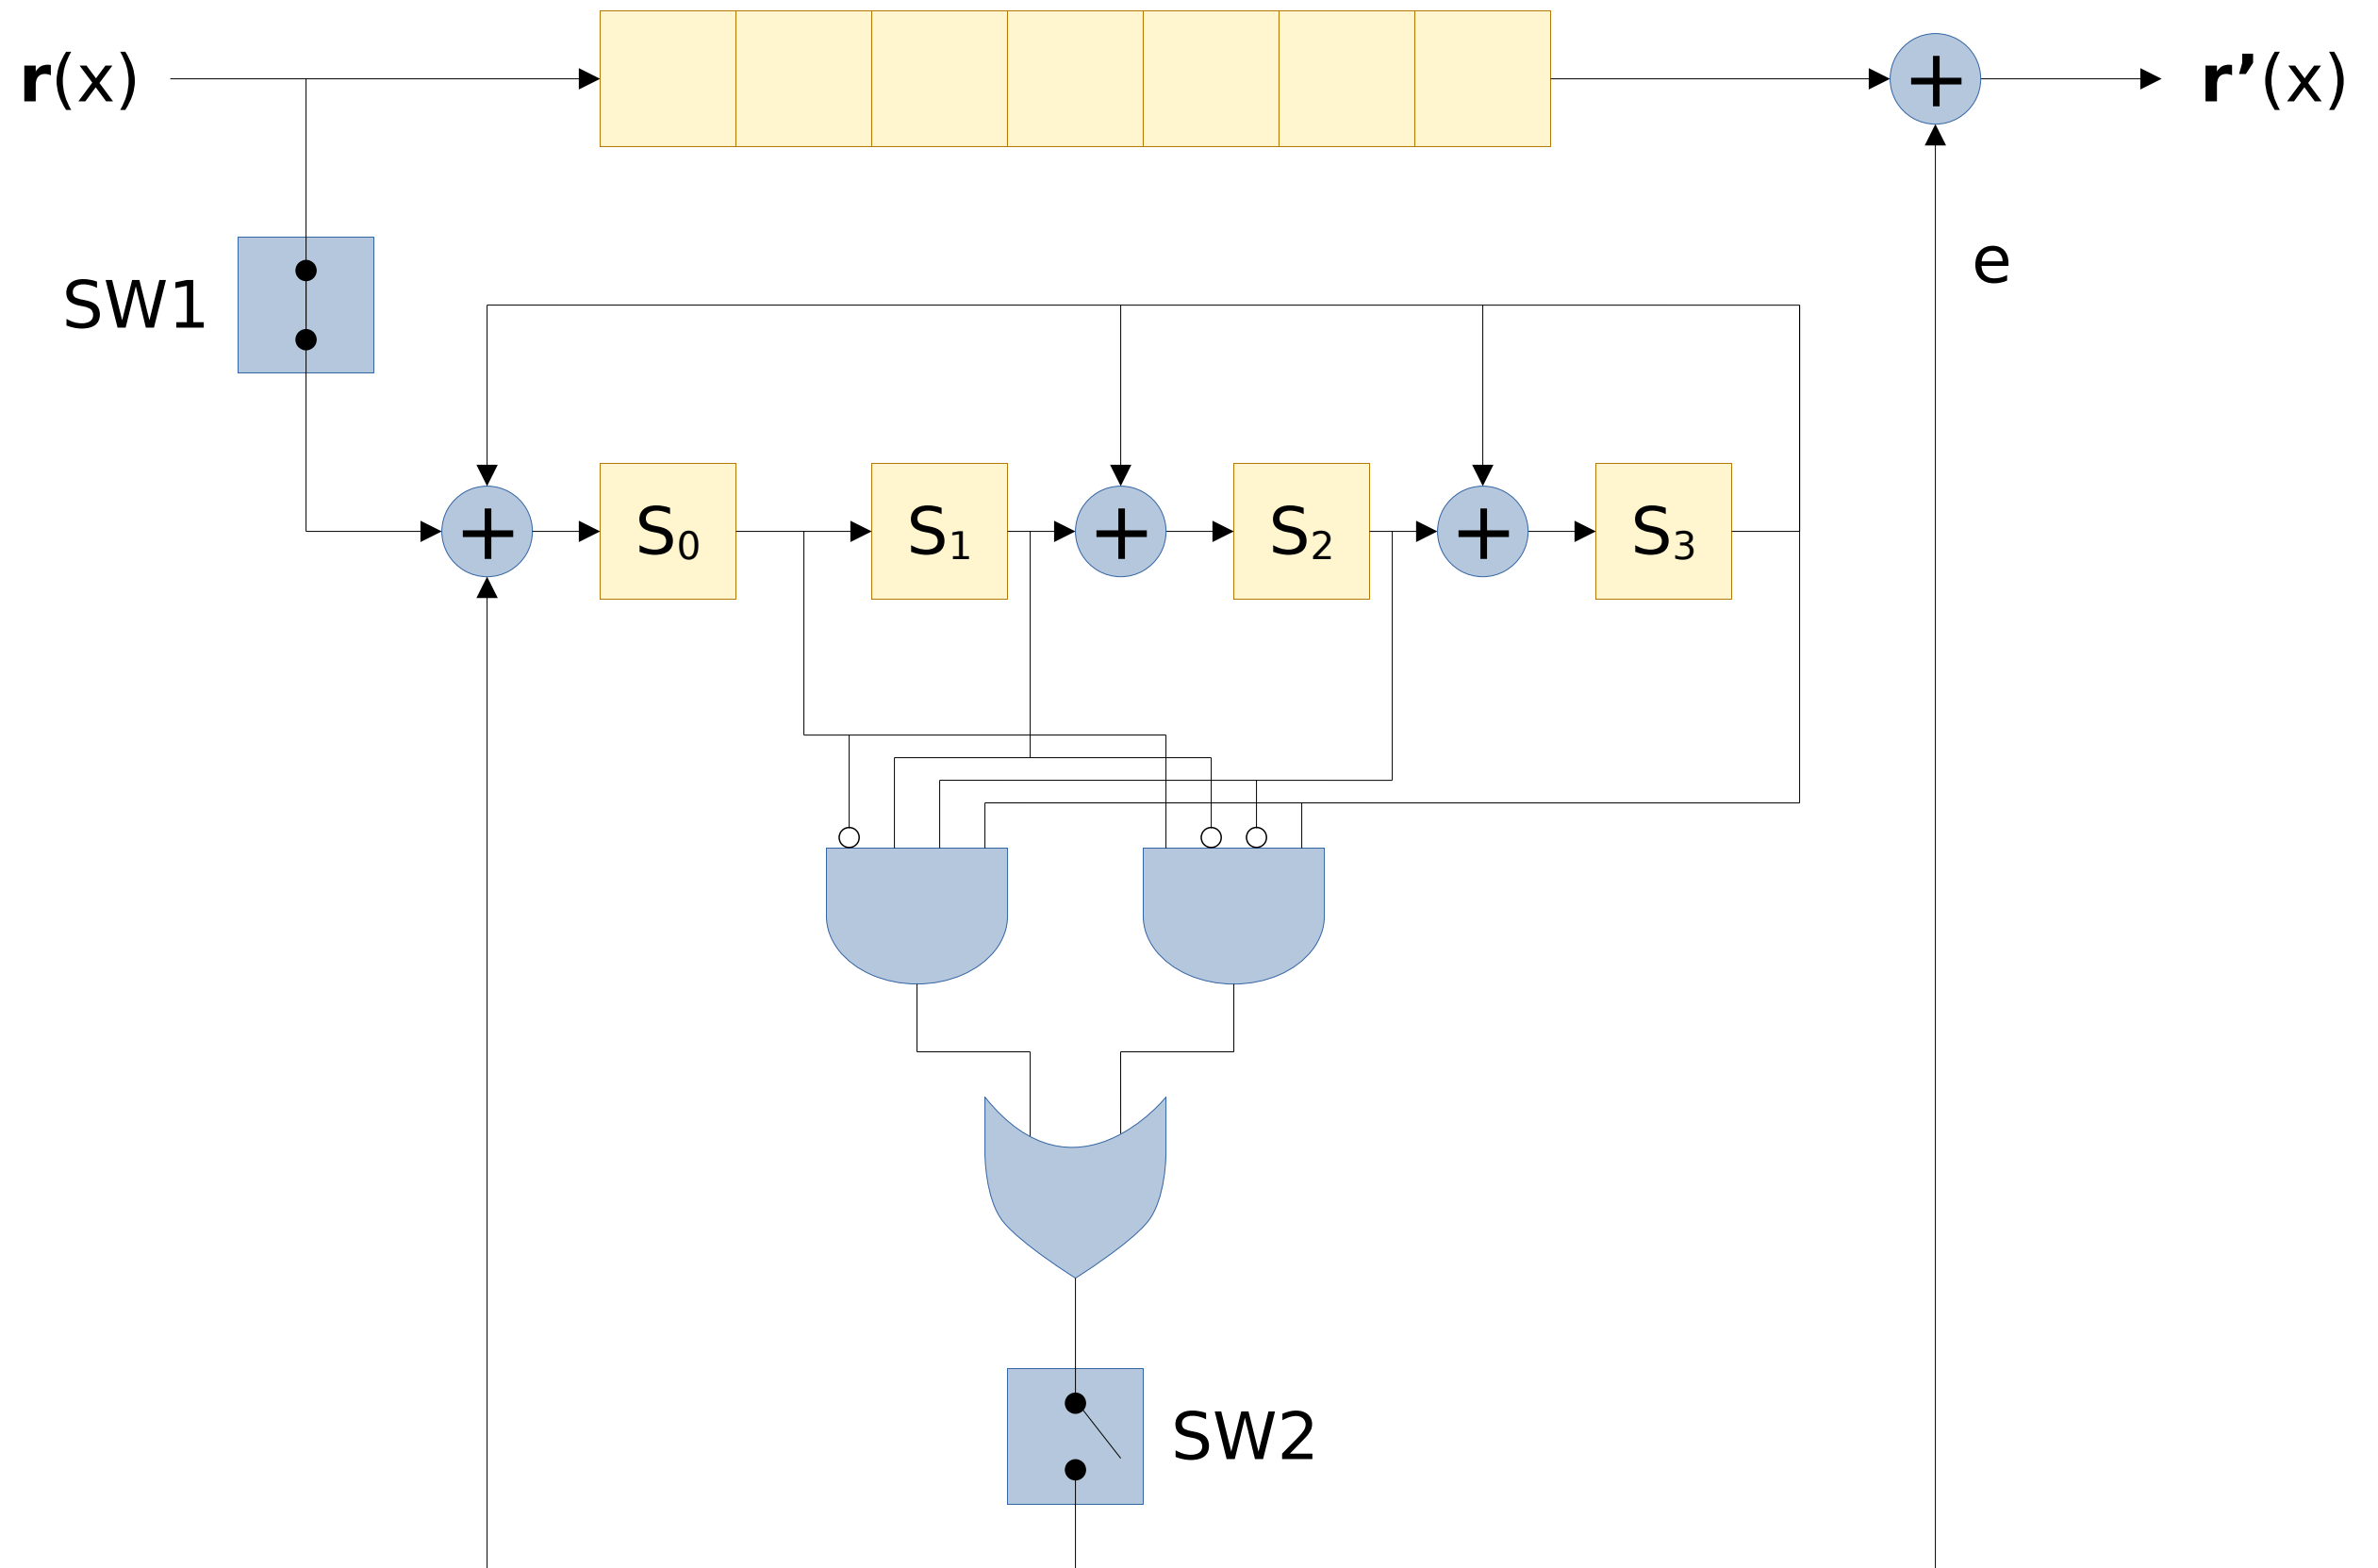 r(x)
+
r’(x)
e
SW1
+
S₀
S₁
+
S₂
+
S₃
SW2